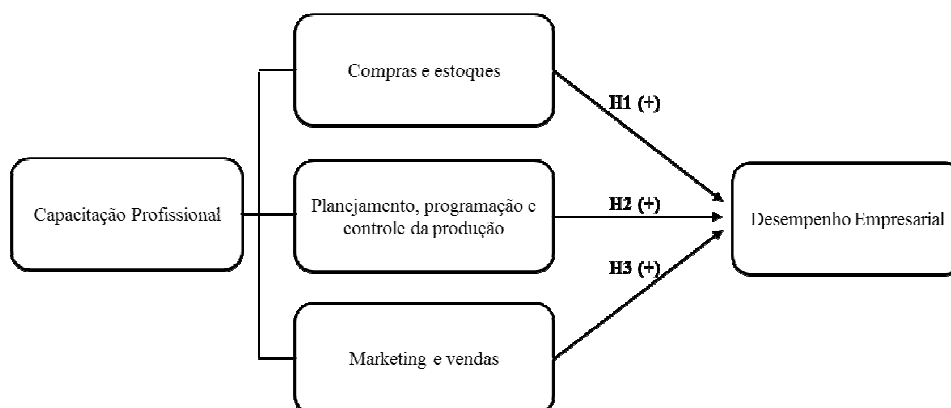 Compras e estoques
H1 (+)
Capacitação Profissional
Planejamento, programação e
controle da produção
H2 (+)
Desempenho Empresarial
H3 (+)
Marketing e vendas